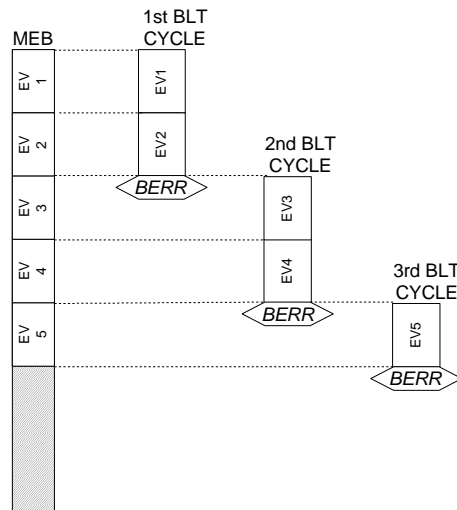 1st BLT
CYCLE
MEB
EV 1
EV1
EV 2
EV2
2nd BLT
CYCLE
BERR
EV 3
EV3
EV 4
EV4
3rd BLT
CYCLE
BERR
EV 5
EV5
BERR